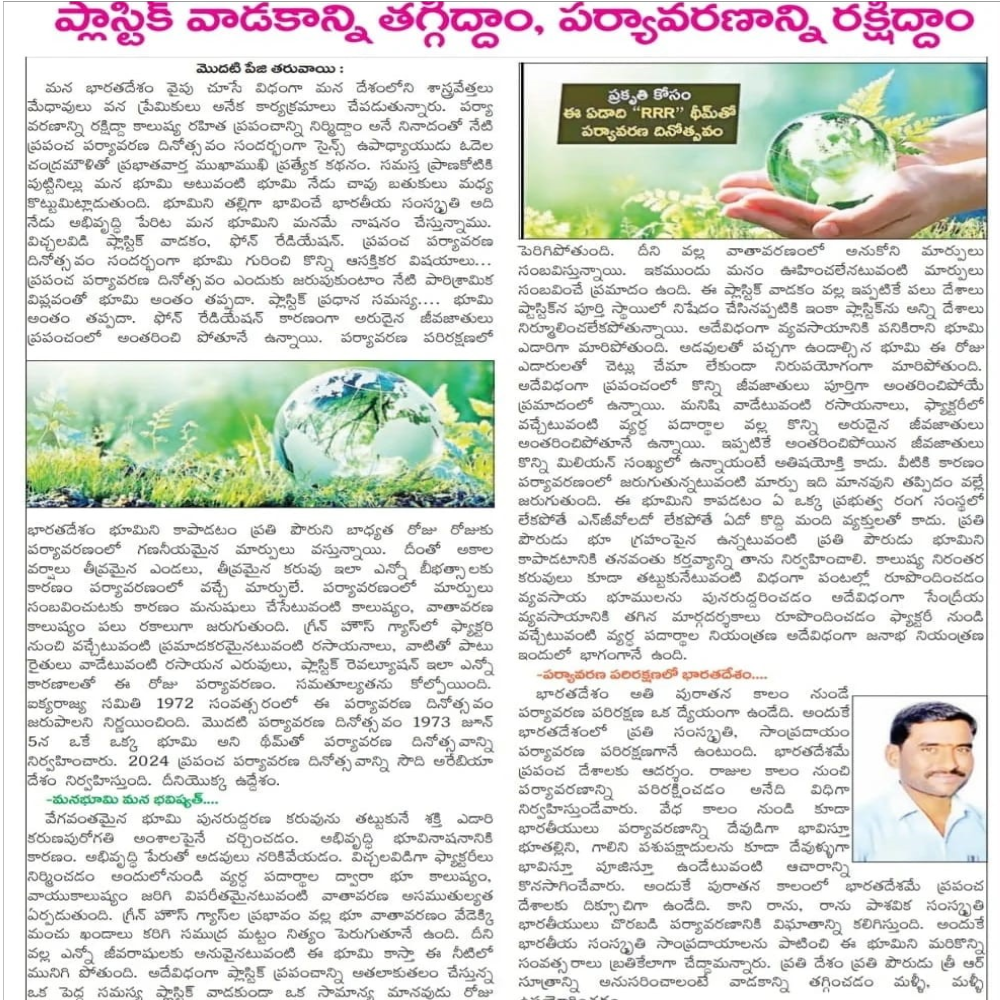 ప్లాస్టిక్ వాడకాన్ని తగ్గిద్దాం, పర్యావరణాన్ని రక్షిద్దాం
మొదటి పేజి తరువాయి :
మన భారతదేశం వైపు చూసే విధంగా మన దేశంలోని శాస్త్రవేత్తలు
మేధావులు వన ప్రేమికులు అనేక కార్యక్రమాలు చేపడుతున్నారు. పర్యా
వరణాన్ని రక్షిద్దా కాలుష్య రహిత ప్రపంచాన్ని నిర్మిద్దాం అనే నినాదంతో నేటి
ప్రపంచ పర్యావరణ దినోత్సవం సందర్భంగా సైన్స్ ఉపాధ్యాయుడు ఓదెల
చంద్రమౌళితో ప్రభాతవార్త ముఖాముఖి ప్రత్యేక కథనం. సమస్త ప్రాణకోటికి
పుట్టినిల్లు మన భూమి అటువంటి భూమి నేడు చావు బతుకులు మధ్య
కొట్టుమిట్లాడుతుంది. భూమిని తల్లిగా భావించే భారతీయ సంస్కృతి అది
నేడు అభివృద్ధి పేరిట మన భూమిని మనమే నాషనం చేస్తున్నాము.
విచ్చలవిడి ప్లాస్టిక్ వాడకం, ఫోన్ రేడియేషన్. ప్రపంచ పర్యావరణ
దినోత్సవం సందర్భంగా భూమి గురించి కొన్ని ఆసక్తికర విషయాలు...
ప్రపంచ పర్యావరణ దినోత్సవం ఎందుకు జరుపుకుంటాం నేటి పారిశ్రామిక
విప్లవంతో భూమి అంతం తప్పదా. ప్లాస్టిక్ ప్రధాన సమస్య.... భూమి
అంతం తప్పదా. ఫోన్ రేడియేషన్ కారణంగా అరుదైన జీవజాతులు
ప్రపంచంలో అంతరించి పోతూనే ఉన్నాయి. పర్యావరణ పరిరక్షణలో
భారతదేశం భూమిని కాపాడటం ప్రతి పౌరుని బాధ్యత రోజు రోజుకు
పర్యావరణంలో గణనీయమైన మార్పులు వస్తున్నాయి. దీంతో అకాల
వర్షాలు తీవ్రమైన ఎండలు, తీవ్రమైన కరువు ఇలా ఎన్నో బీభత్సాలకు
కారణం పర్యావరణంలో వచ్చే మార్పులే. పర్యావరణంలో మార్పులు
సంబవించుటకు కారణం మనుషులు చేసేటువంటి కాలుష్యం, వాతావరణ
కాలుష్యం పలు రకాలుగా జరుగుతుంది. గ్రీన్ హౌస్ గ్యాస్‌లో ఫ్యాక్టరి
నుంచి వచ్చేటువంటి ప్రమాదకరమైనటువంటి రసాయనాలు, వాటితో పాటు
రైతులు వాడేటువంటి రసాయన ఎరువులు, ప్లాస్టిక్ రెవల్యూషన్ ఇలా ఎన్నో
కారణాలతో ఈ రోజు పర్యావరణం. సమతూల్యతను కోల్పోయింది.
ఐక్యరాజ్య సమితి 1972 సంవత్సరంలో ఈ పర్యావరణ దినోత్సవం
జరుపాలని నిర్ణయించింది. మొదటి పర్యావరణ దినోత్సవం 1973 జూన్
5న ఒకే ఒక్క భూమి అని థీమ్‌తో పర్యావరణ దినోత్సవాన్ని
నిర్వహించారు. 2024 ప్రపంచ పర్యావరణ దినోత్సవాన్ని సౌది అరేబియా
దేశం నిర్వహిస్తుంది. దీనియొక్క ఉద్దేశం.
-మనభూమి మన భవిష్యత్....
వేగవంతమైన భూమి పునరుద్దరణ కరువును తట్టుకునే శక్తి ఎడారి
కరుణపురోగతి అంశాలపైనే చర్చించడం. అభివృద్ధి భూవినాషనానికి
కారణం. అభివృద్ధి పేరుతో అడవులు నరికివేయడం. విచ్చలవిడిగా ఫ్యాక్టరీలు
నిర్మించడం అందులోనుండి వ్యర్థ పదార్థాల ద్వారా భూ కాలుష్యం,
వాయుకాలుష్యం జరిగి విపరీతమైనటువంటి వాతావరణ అసముతుల్యత
ఏర్పడుతుంది. గ్రీన్ హౌస్ గ్యాస్‌ల ప్రభావం వల్ల భూ వాతావరణం వేడెక్కి
మంచు ఖండాలు కరిగి సముద్ర మట్టం నిత్యం పెరుగుతూనే ఉంది. దీని
వల్ల ఎన్నో జీవరాషులకు అనువైనటువంటి ఈ భూమి కాస్తా ఈ నీటిలో
మునిగి పోతుంది. అదేవిధంగా ప్లాస్టిక్ ప్రపంచాన్ని ఆతలాకుతలం చేస్తున్న
ఒక పెద్ద సమస్య ప్లాస్టిక్ వాడకుండా ఒక సామాన్య మానవుడు రోజు
ప్రకృతి కోసం
ఈ ఏడాది "RRR" థీమ్‌తో
పర్యావరణ దినోత్సవం
పెరిగిపోతుంది. దీని వల్ల వాతావరణంలో అనుకోని మార్పులు
సంబవిస్తున్నాయి. ఇకముందు మనం ఊహించలేనటువంటి మార్పులు
సంబవించే ప్రమాదం ఉంది. ఈ ప్లాస్టిక్ వాడకం వల్ల ఇప్పటికే పలు దేశాలు
ప్లాస్టిక్‌న పూర్తి స్థాయిలో నిషేదం చేసినప్పటికి ఇంకా ప్లాస్టిక్‌ను అన్ని దేశాలు
నిర్మూలించలేకపోతున్నాయి. అదేవిధంగా వ్యవసాయానికి పనికిరాని భూమి
ఎడారిగా మారిపోతుంది. అడవులతో పచ్చగా ఉండాల్సిన భూమి ఈ రోజు
ఎడారులతో చెట్లు చేమా లేకుండా నిరుపయోగంగా మారిపోతుంది.
అదేవిధంగా ప్రపంచంలో కొన్ని జీవజాతులు పూర్తిగా అంతరించిపోయే
ప్రమాదంలో ఉన్నాయి. మనిషి వాడేటువంటి రసాయనాలు, ఫ్యాక్టరీలో
వచ్చేటువంటి వ్యర్థ పదార్థాల వల్ల కొన్ని అరుదైన జీవజాతులు
అంతరించిపోతూనే ఉన్నాయి. ఇప్పటికే అంతరించిపోయిన జీవజాతులు
కొన్ని మిలియన్ సంఖ్యలో ఉన్నాయంటే అతిషయోక్తి కాదు. వీటికి కారణం
పర్యావరణంలో జరుగుతున్నటువంటి మార్పు ఇది మానవుని తప్పిదం వల్లే
జరుగుతుంది. ఈ భూమిని కాపడటం ఏ ఒక్క ప్రభుత్వ రంగ సంస్థలో
లేకపోతే ఎన్‌జీవోలదో లేకపోతే ఏదో కొద్ది మంది వ్యక్తులతో కాదు. ప్రతి
పౌరుడు భూ గ్రహంపైన ఉన్నటువంటి ప్రతి పౌరుడు భూమిని
కాపాడటానికి తనవంతు కర్తవ్యాన్ని తాను నిర్వహించాలి. కాలుష్య నిరంతర
కరువులు కూడా తట్టుకునేటువంటి విధంగా పంటల్లో రూపొందించడం
వ్యవసాయ భూములను పునరుద్దరించడం అదేవిధంగా సేంద్రీయ
వ్యవసాయానికి తగిన మార్గదర్శకాలు రూపొందించడం ఫ్యాక్టరీ నుండి
వచ్చేటువంటి వ్యర్థ పదార్థాల నియంత్రణ అదేవిధంగా జనాభ నియంత్రణ
ఇందులో భాగంగానే ఉంది.
-పర్యావరణ పరిరక్షణలో భారతదేశం....
భారతదేశం అతి పురాతన కాలం నుండే
పర్యావరణ పరిరక్షణ ఒక ద్యేయంగా ఉండేది. అందుకే
భారతదేశంలో ప్రతి సంస్కృతి, సాంప్రదాయం
పర్యావరణ పరిరక్షణగానే ఉంటుంది. భారతదేశమే
ప్రపంచ దేశాలకు ఆదర్శం. రాజుల కాలం నుంచి
పర్యావరణాన్ని పరిరక్షించడం అనేది విధిగా
నిర్వహిస్తుండేవారు. వేధ కాలం నుండి కూడా
భారతీయులు పర్యావరణాన్ని దేవుడిగా భావిస్తూ
భూతల్లిని, గాలిని పశుపక్షాదులను కూడా దేవుళ్ళుగా
భావిస్తూ పూజిస్తూ ఉండేటువంటి ఆచారాన్ని
కొనసాగించేవారు. అందుకే పురాతన కాలంలో భారతదేశమే ప్రపంచ
దేశాలకు దిక్సూచిగా ఉండేది. కాని రాను, రాను పాశవిక సంస్కృతి
భారతీయులు చొరబడి పర్యావరణానికి విఘాతాన్ని కలిగిస్తుంది. అందుకే
భారతీయ సంస్కృతి సాంప్రదాయాలను పాటించి ఈ భూమిని మరికొన్ని
సంవత్సరాలు బ్రతికేలాగా చేద్దామన్నారు. ప్రతి దేశం ప్రతి పౌరుడు త్రీ ఆర్
సూత్రాన్ని అనుసరించాలంటే వాడకాన్ని తగ్గించడం మళ్ళీ, మళ్ళీ